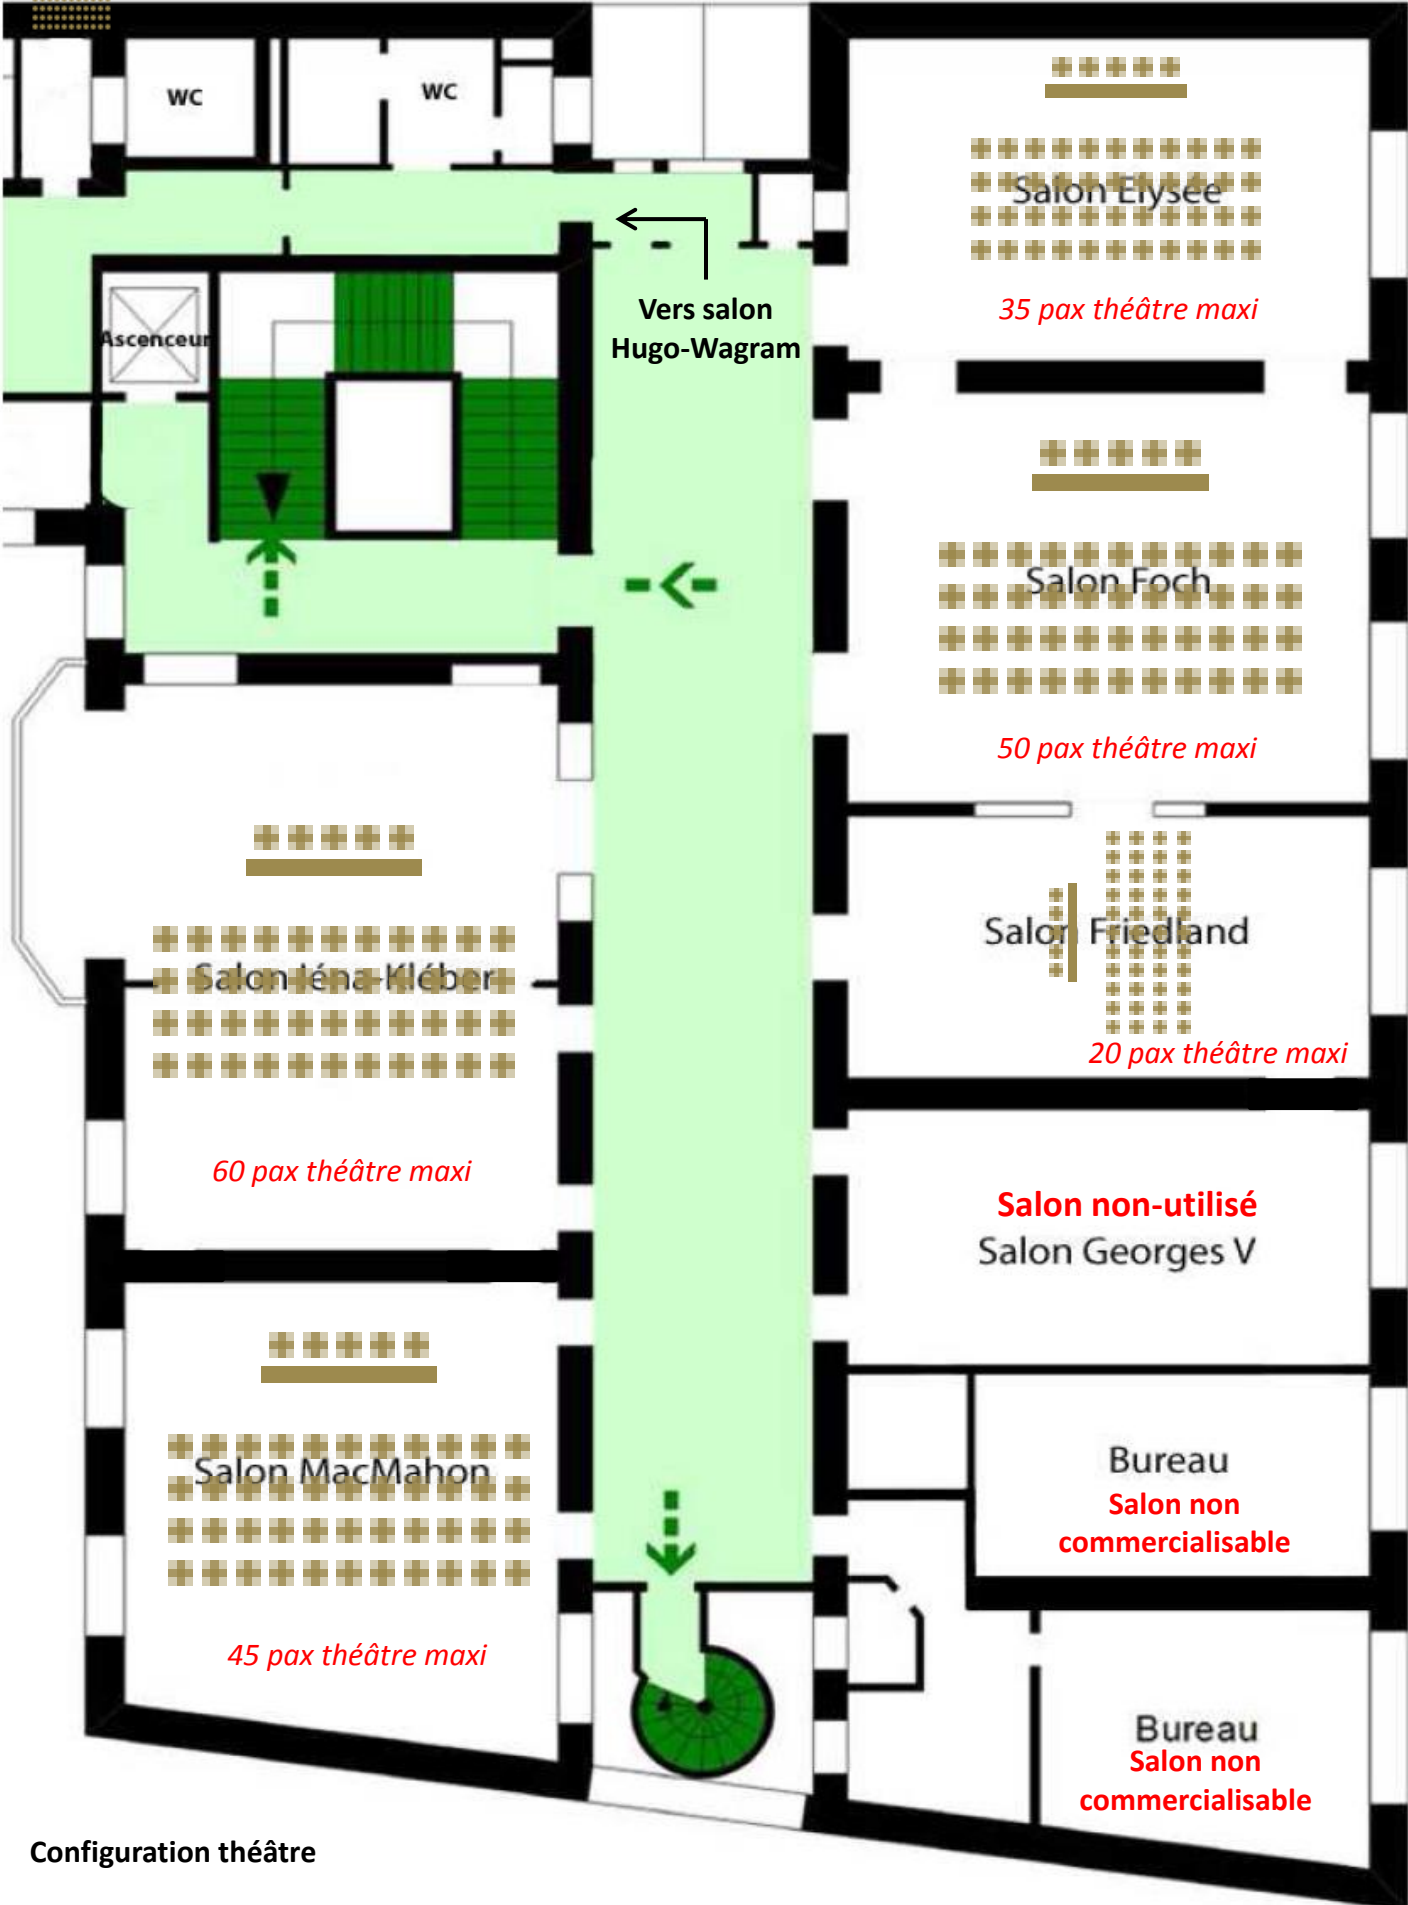 WC
WC
Salon Elysée
35 pax théâtre maxi
Vers salon
Hugo-Wagram
Ascenceur
Salon Foch
50 pax théâtre maxi
Salon Friedland
20 pax théâtre maxi
Salon Iéna-Kléber
60 pax théâtre maxi
Salon non-utilisé
Salon Georges V
Salon MacMahon
45 pax théâtre maxi
Bureau
Salon non
commercialisable
Bureau
Salon non
commercialisable
Configuration théâtre